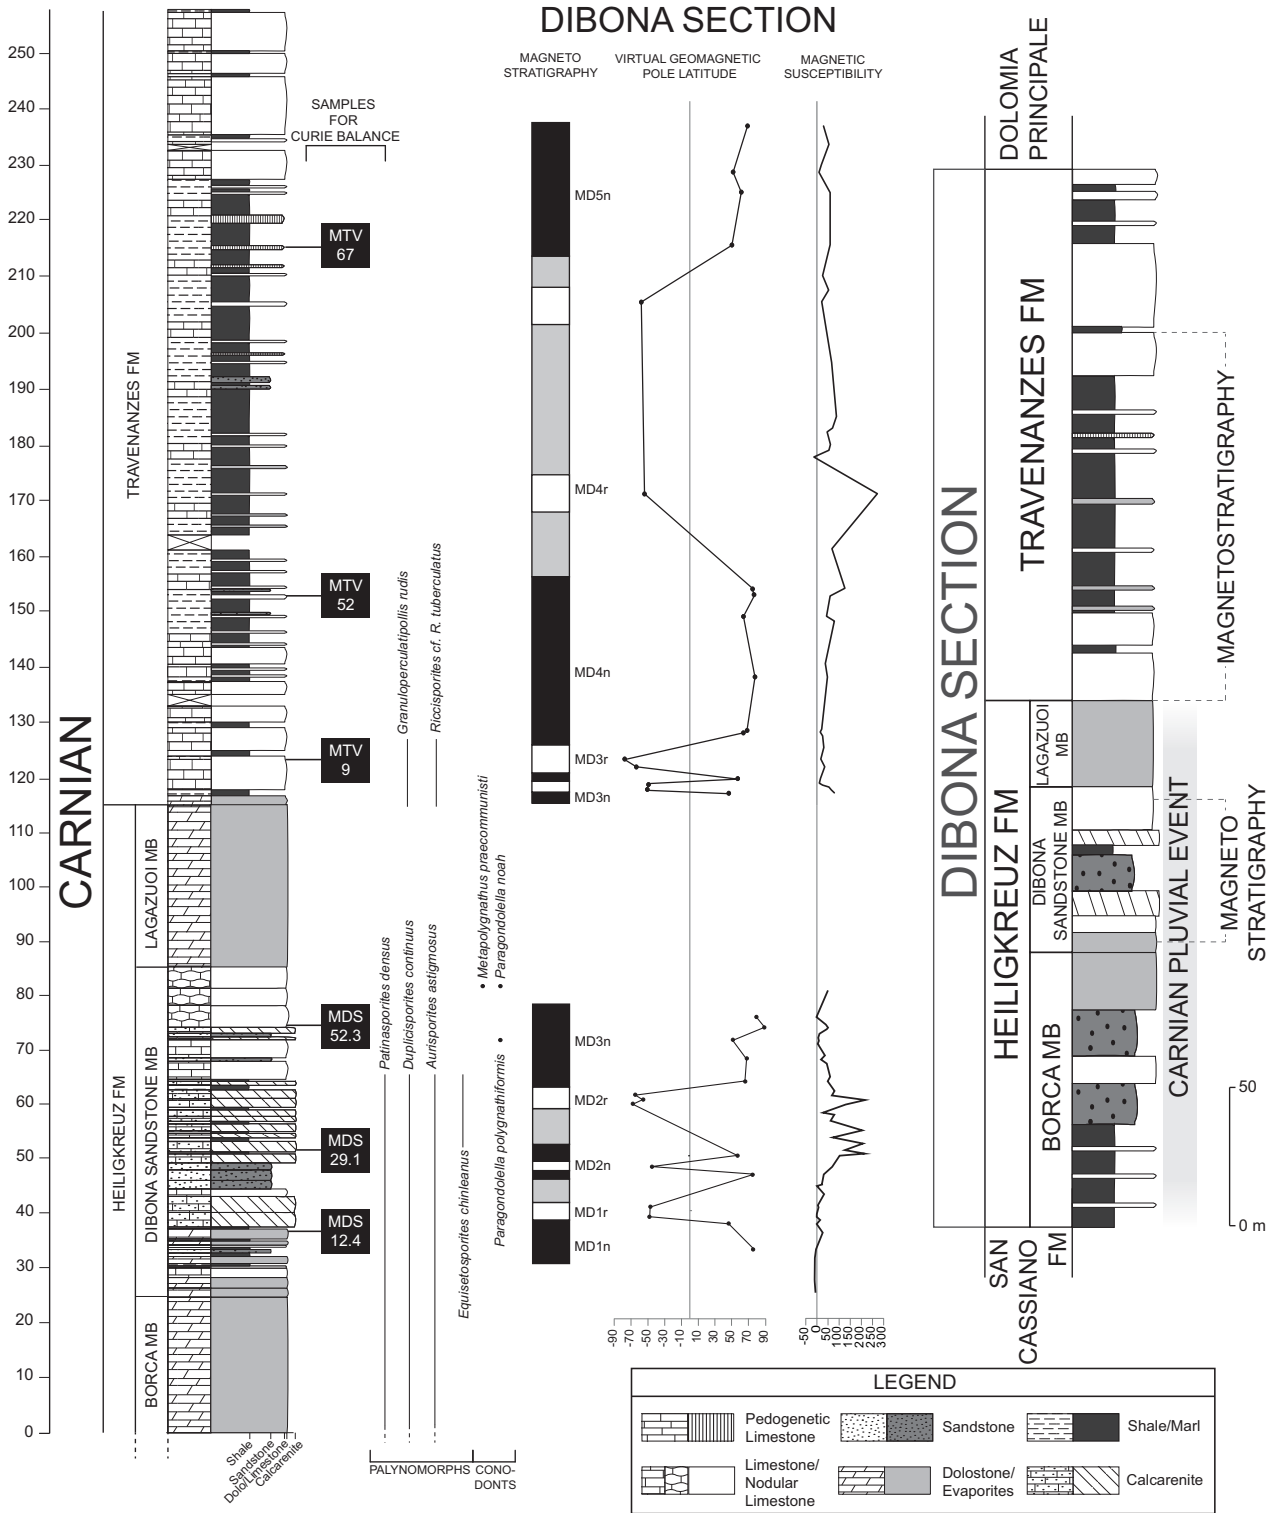 DIBONA SECTION
MAGNETO
STRATIGRAPHY
VIRTUAL GEOMAGNETIC
POLE LATITUDE
MAGNETIC
SUSCEPTIBILITY
SAMPLES
FOR
CURIE BALANCE
250
240
230
220
210
200
190
180
170
160
150
140
130
120
110
100
90
80
70
60
50
40
30
20
10
0
CARNIAN
TRAVENANZES FM
HEILIGKREUZ FM
LAGAZUOI MB
DIBONA SANDSTONE MB
BORCA MB
Shale
Sandstone
Dolo/Limestone
Calcarenite
MTV
67
MTV
52
MTV
9
MDS
52.3
MDS
29.1
MDS
12.4
Granuloperculatipollis rudis
Riccisporites cf. R. tuberculatus
Patinasporites densus
Duplicisporites continuus
Aurisporites astigmosus
Equisetosporites chinleanus
Metapolygnathus praecommunisti
Paragondolella noah
Paragondolella polygnathiformis
PALYNOMORPHS
CONO-
DONTS
MD5n
MD4r
MD4n
MD3r
MD3n
MD3n
MD2r
MD2n
MD1r
MD1n
-90
-70
-50
-30
-10
10
30
50
70
90
-50
0
50
100
150
200
250
300
DIBONA SECTION
DOLOMIA
PRINCIPALE
TRAVENANZES FM
HEILIGKREUZ FM
LAGAZUOI
MB
DIBONA
SANDSTONE MB
BORCA MB
SAN
CASSIANO
FM
CARNIAN PLUVIAL EVENT
MAGNETOSTRATIGRAPHY
MAGNETO
STRATIGRAPHY
50
0 m
LEGEND
Pedogenetic
Limestone
Sandstone
Shale/Marl
Limestone/
Nodular
Limestone
Dolostone/
Evaporites
Calcarenite